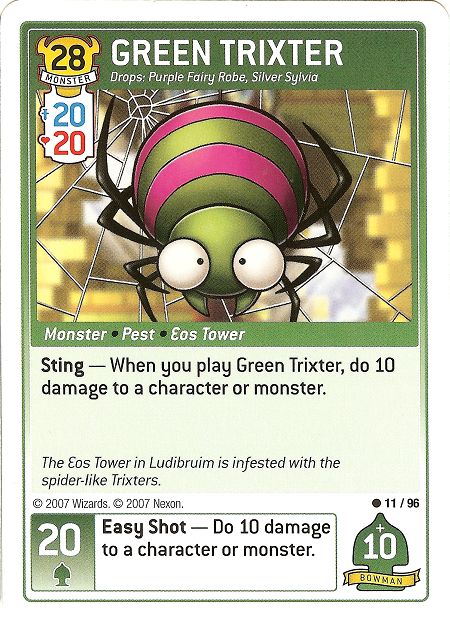 28
MONSTER
GREEN TRIXTER
Drops: Purple Fairy Robe, Silver Sylvia
20
20
Monster • Pest • Eos Tower
Sting — When you play Green Trixter, do 10
damage to a character or monster.
The Eos Tower in Ludibruim is infested with the
spider-like Trixters.
© 2007 Wizards. © 2007 Nexon.
11 / 96
20
Easy Shot — Do 10 damage
to a character or monster.
+
10
BOWMAN